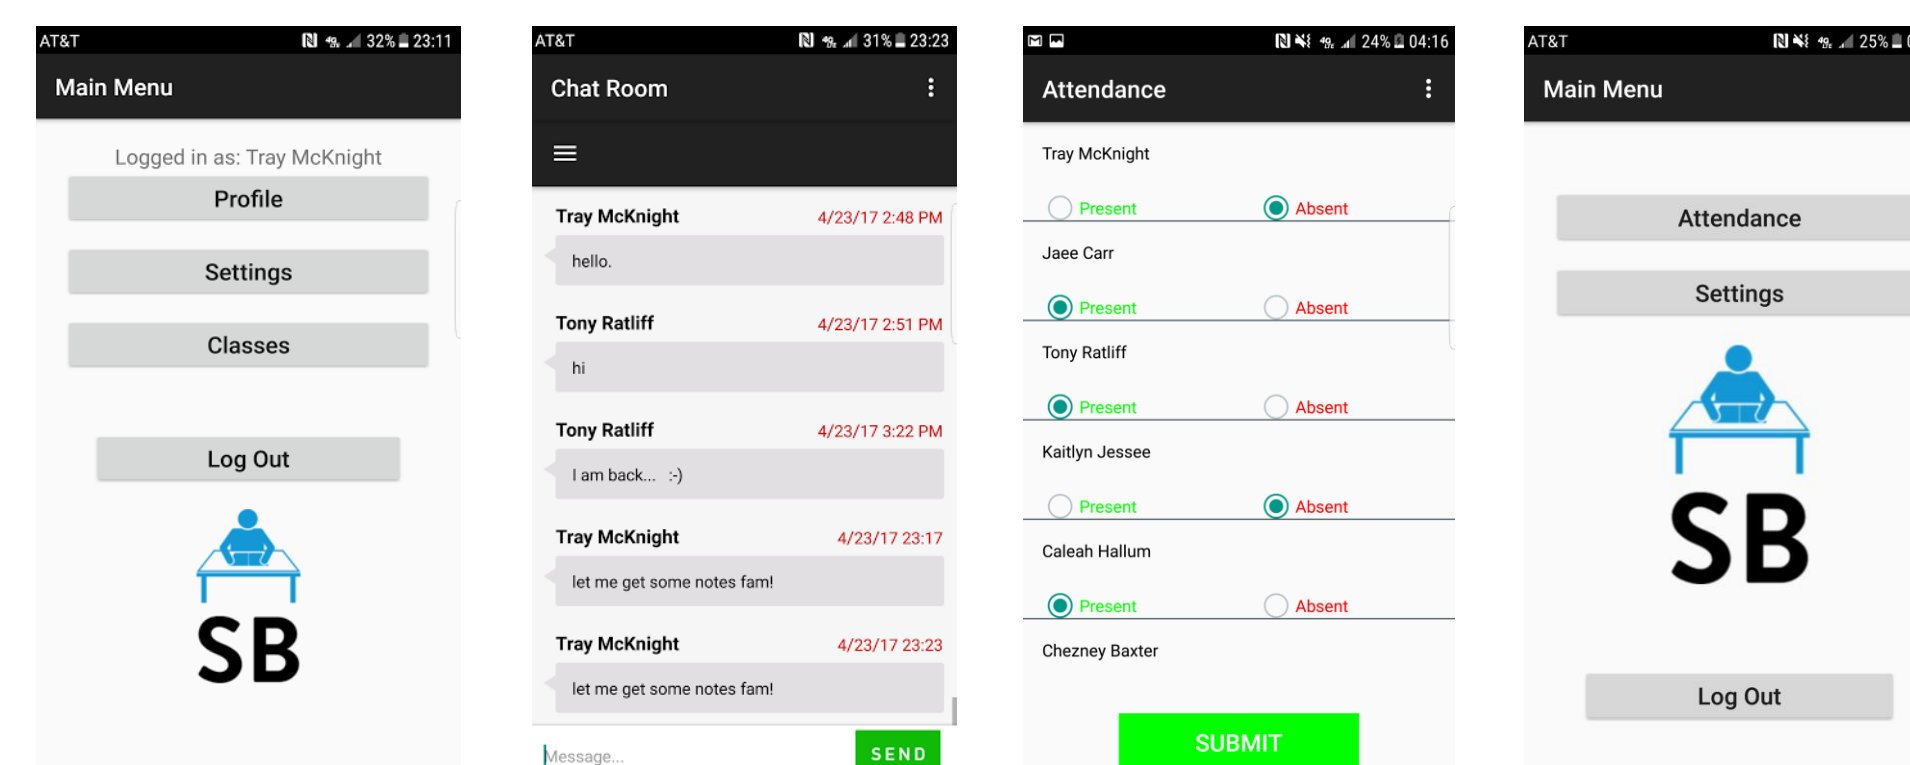 AT&T 32% 23:11
Main Menu
Logged in as: Tray McKnight
Profile
Settings
Classes
Log Out
SB
AT&T 31% 23:23
Chat Room
Tray McKnight 4/23/17 2:48 PM
hello.
Tony Ratliff 4/23/17 2:51 PM
hi
Tony Ratliff 4/23/17 3:22 PM
I am back... :-)
Tray McKnight 4/23/17 23:17
let me get some notes fam!
Tray McKnight 4/23/17 23:23
let me get some notes fam!
Message... SEND
24% 04:16
Attendance
Tray McKnight
Present Absent
Jaee Carr
Present Absent
Tony Ratliff
Present Absent
Kaitlyn Jessee
Present Absent
Caleah Hallum
Present Absent
Chezney Baxter
SUBMIT
AT&T 25%
Main Menu
Attendance
Settings
SB
Log Out